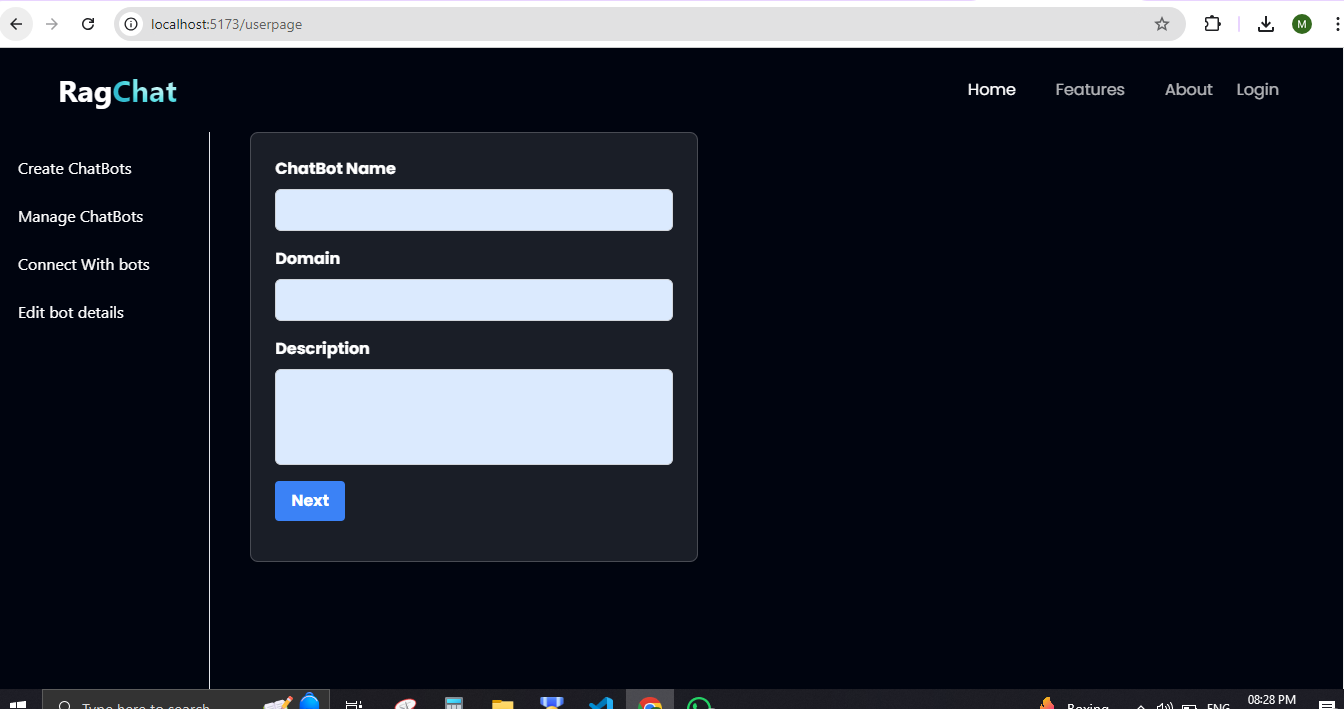 localhost:5173/userpage
M
RagChat
Home Features About Login
Create ChatBots
Manage ChatBots
Connect With bots
Edit bot details
ChatBot Name
Domain
Description
Next
Type here to search
Boxing
ENG
08:28 PM